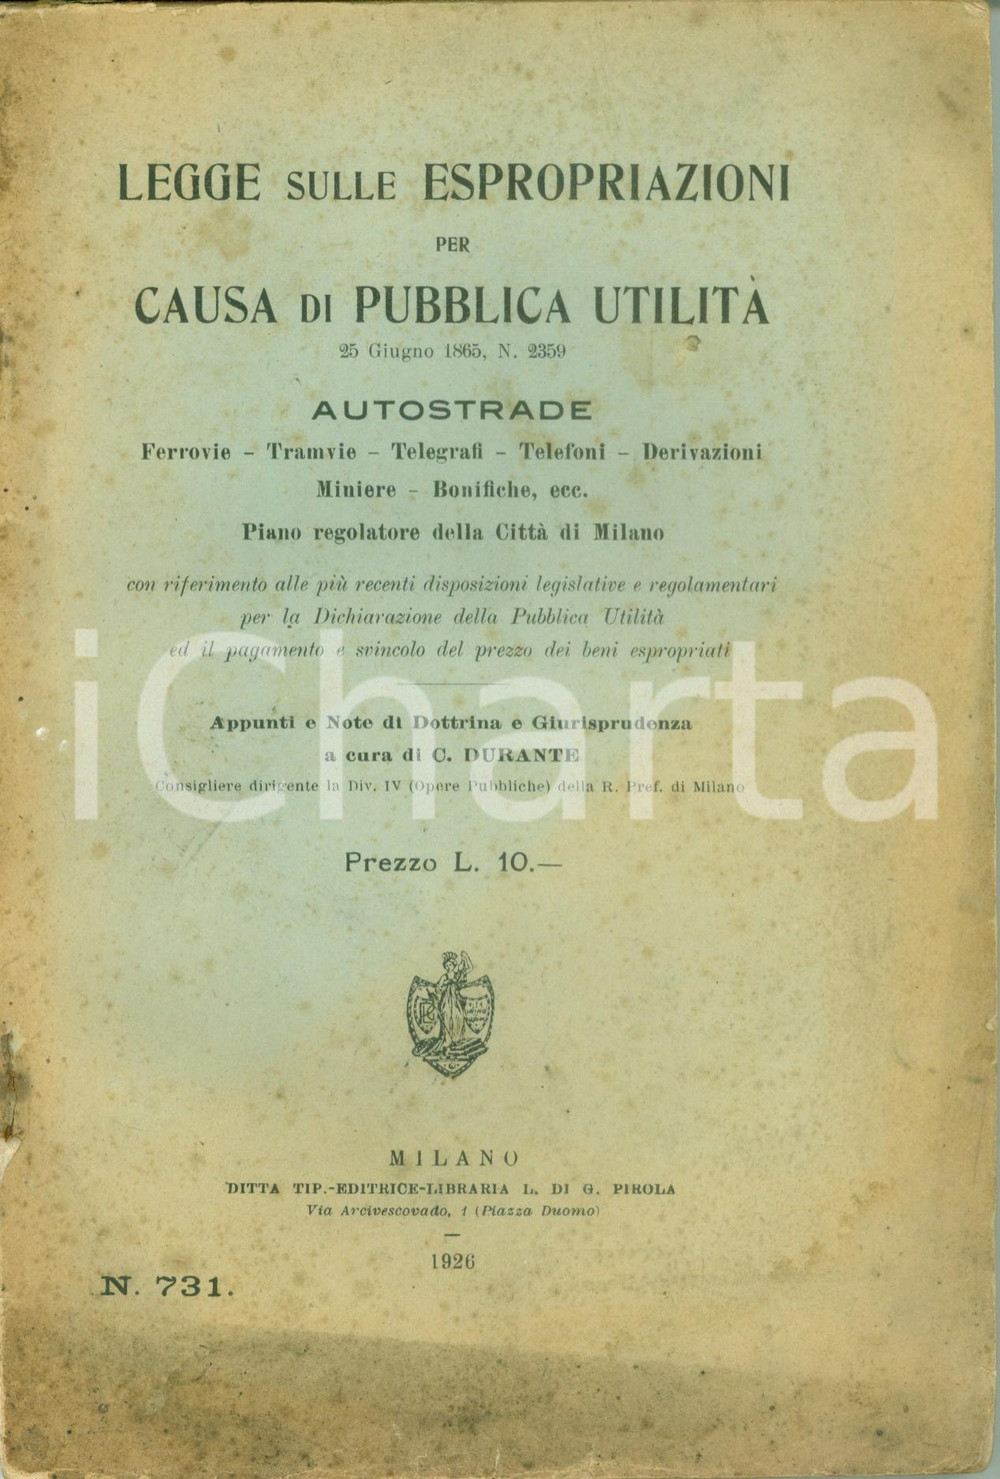 LEGGE SULLE ESPROPRIAZIONI
PER
CAUSA DI PUBBLICA UTILITÀ
25 Giugno 1865, N. 2359
AUTOSTRADE
Ferrovie - Tramvie - Telegrafi - Telefoni - Derivazioni
Miniere - Bonifiche, ecc.
Piano regolatore della Città di Milano
con riferimento alle più recenti disposizioni legislative e regolamentari
per la Dichiarazione della Pubblica Utilità
ed il pagamento e svincolo del prezzo dei beni espropriati
iCharta
Appunti e Note di Dottrina e Giurisprudenza
a cura di C. DURANTE
Consigliere dirigente la Div. IV (Opere Pubbliche) della R. Pref. di Milano
Prezzo L. 10.—
MILANO
DITTA TIP.-EDITRICE-LIBRARIA L. DI G. PIROLA
Via Arcivescovado, 1 (Piazza Duomo)
1926
N. 731.